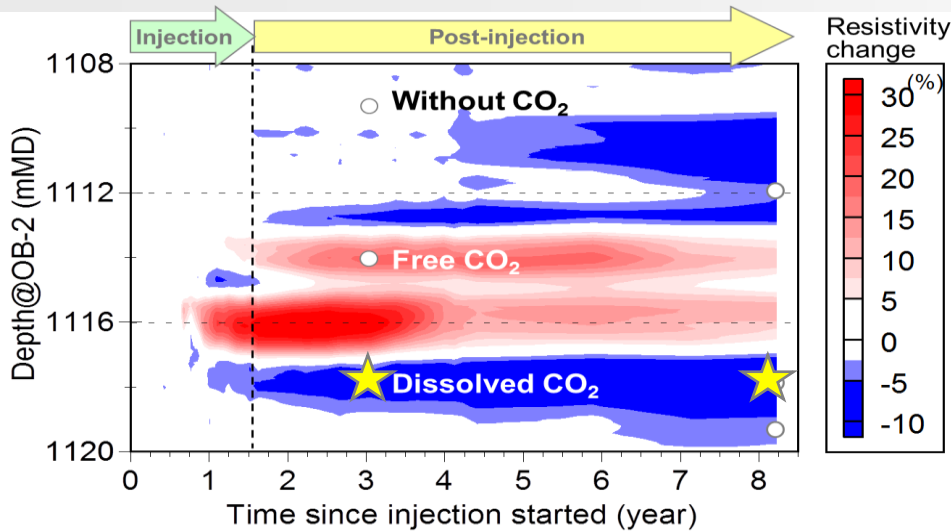 Injection
Post-injection
Resistivity
change
(%)
Depth@OB-2 (mMD)
1108
1112
1116
1120
Without CO₂
Free CO₂
Dissolved CO₂
30
25
20
15
10
5
0
-5
-10
0 1 2 3 4 5 6 7 8
Time since injection started (year)